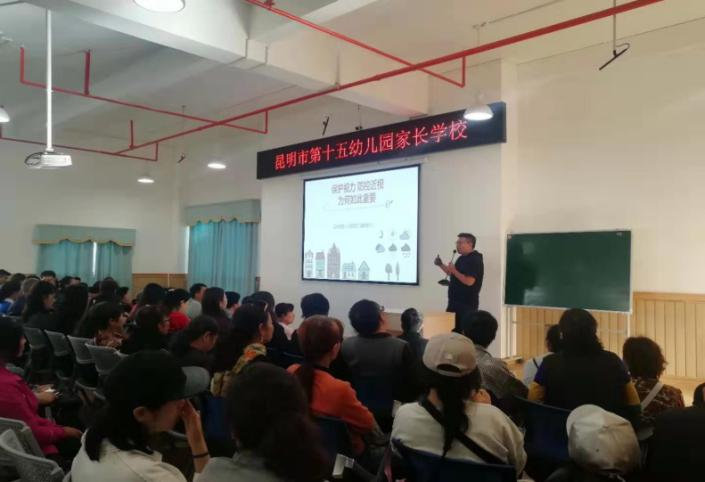 昆明市第十五幼儿园家长学校
保护视力 防控近视
为何如此重要